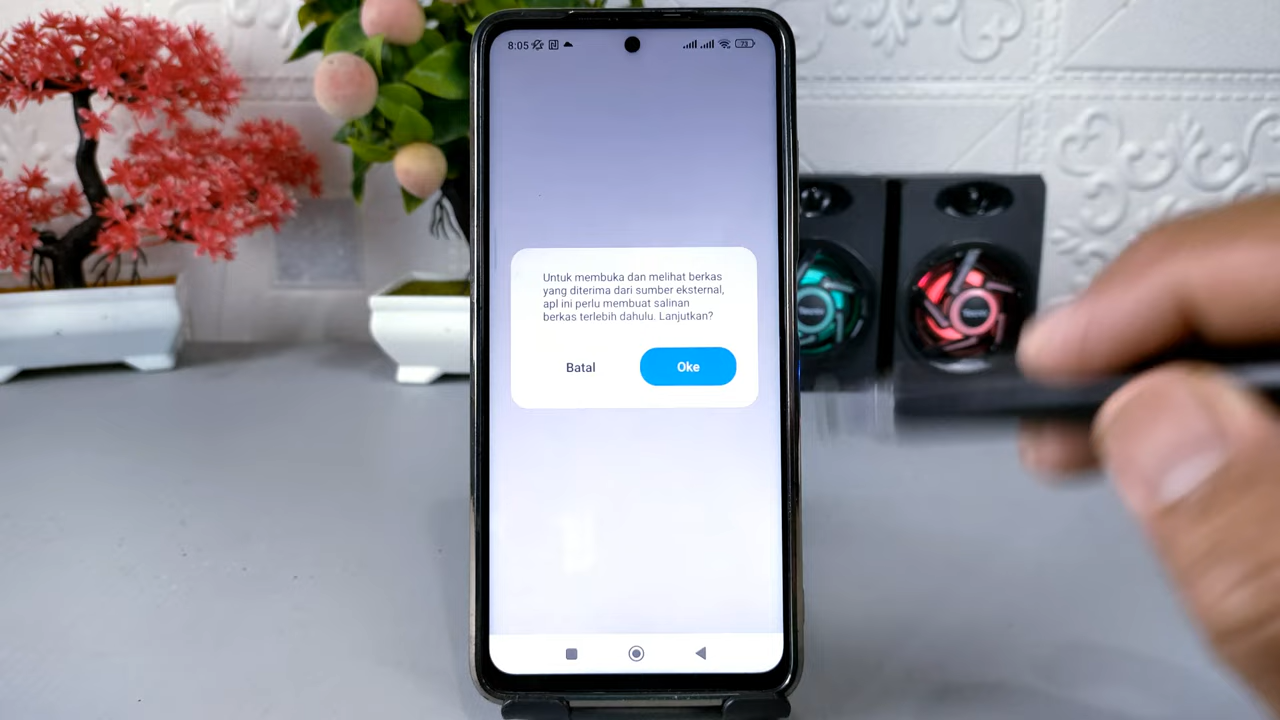 8:05
73
Untuk membuka dan melihat berkas
yang diterima dari sumber eksternal,
apl ini perlu membuat salinan
berkas terlebih dahulu. Lanjutkan?
Batal
Oke